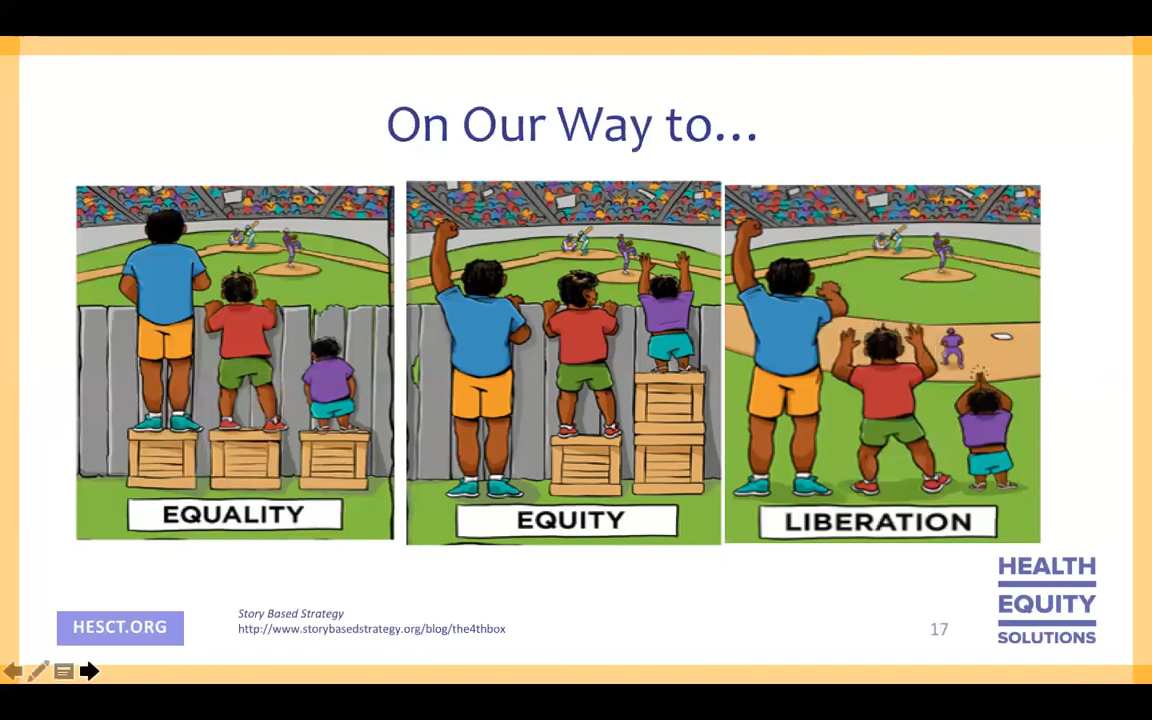 On Our Way to...
EQUALITY
EQUITY
LIBERATION
HESCT.ORG
Story Based Strategy
http://www.storybasedstrategy.org/blog/the4thbox
17
HEALTH
EQUITY
SOLUTIONS